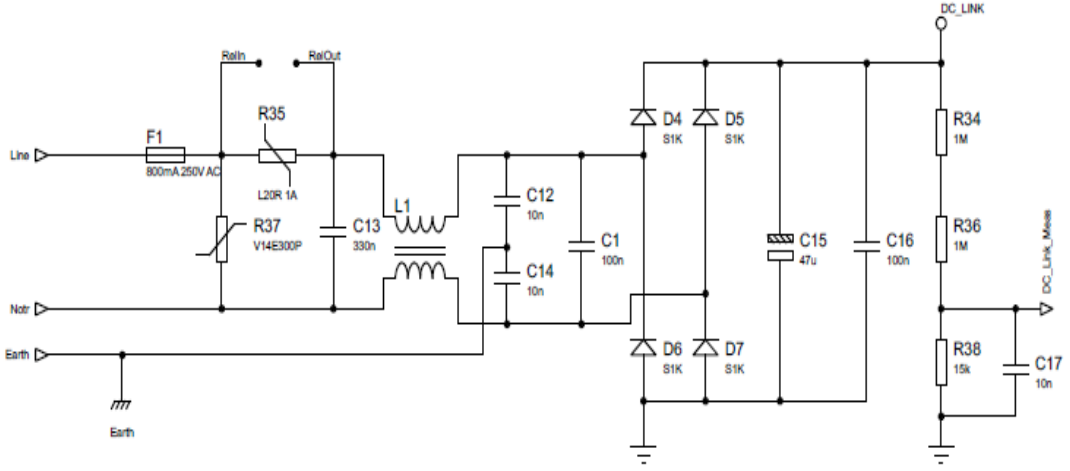 DC_LINK
RelIn
RelOut
R35
L20R 1A
F1
800mA 250V AC
Line
R37
V14E300P
C13
330n
L1
C12
10n
C14
10n
C1
100n
D4
S1K
D5
S1K
D6
S1K
D7
S1K
C15
47u
C16
100n
R34
1M
R36
1M
DC_Link_Meas
R38
15k
C17
10n
Notr
Earth
Earth